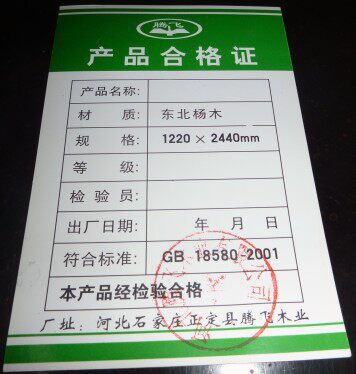 腾飞
产品合格证
产品名称:
材 质: 东北杨木
规 格: 1220 × 2440mm
等 级:
检 验 员:
出厂日期: 年 月 日
符合标准: GB 18580-2001
本产品经检验合格
厂址: 河北石家庄正定县腾飞木业